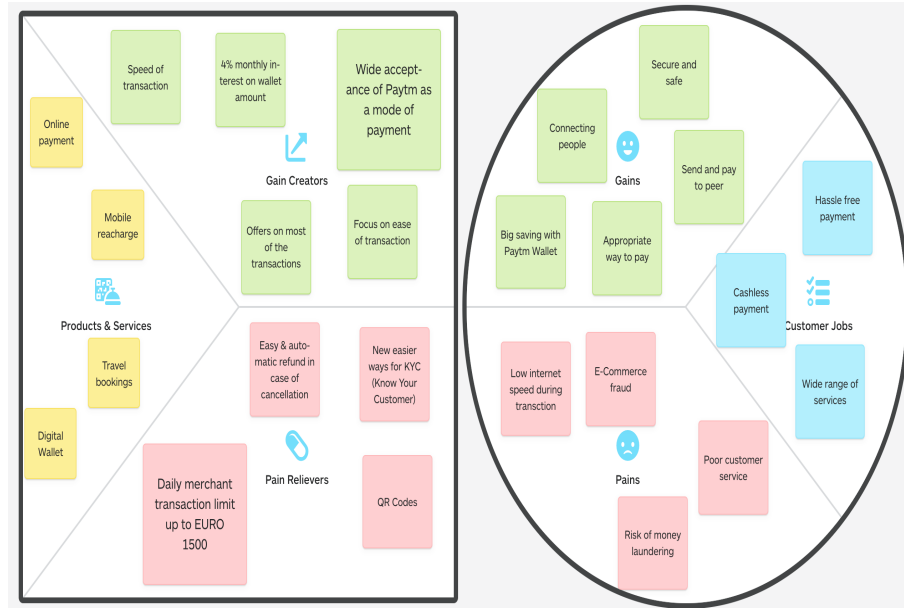 Speed of
transaction
4% monthly in-
terest on wallet
amount
Wide accept-
ance of Paytm as
a mode of
payment
Online
payment
Gain Creators
Mobile
reacharge
Offers on most
of the
transactions
Focus on ease
of transaction
Products & Services
Travel
bookings
Digital
Wallet
Easy & auto-
matic refund in
case of
cancellation
New easier
ways for KYC
(Know Your
Customer)
Pain Relievers
Daily merchant
transaction limit
up to EURO
1500
QR Codes
Secure and
safe
Connecting
people
Gains
Send and pay
to peer
Big saving with
Paytm Wallet
Appropriate
way to pay
Hassle free
payment
Cashless
payment
Customer Jobs
Wide range of
services
Low internet
speed during
transction
E-Commerce
fraud
Pains
Poor customer
service
Risk of money
laundering